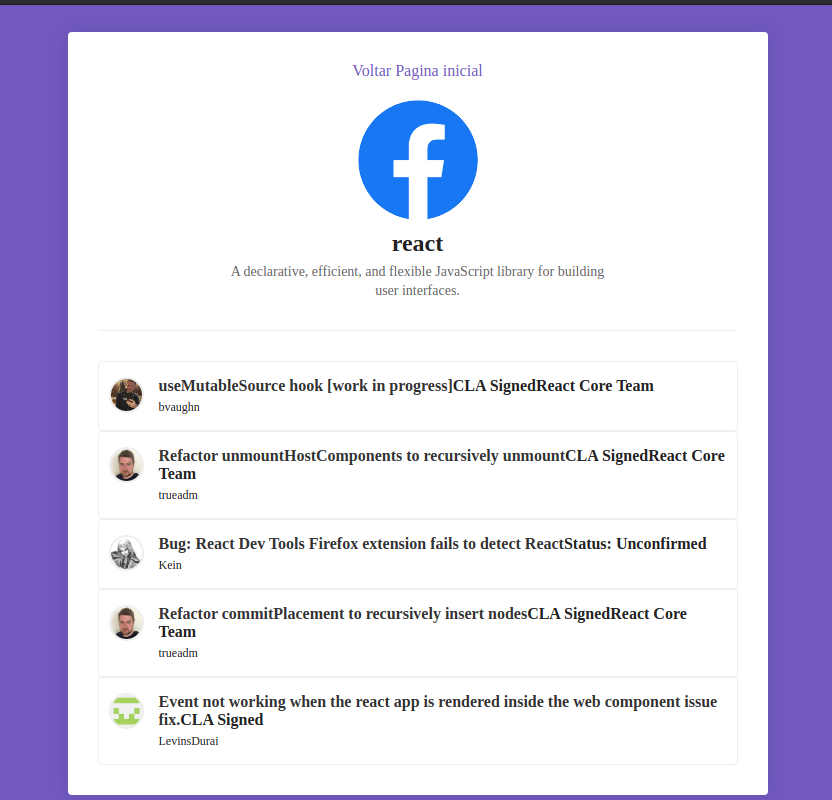 Voltar Pagina inicial
react
A declarative, efficient, and flexible JavaScript library for building
user interfaces.
useMutableSource hook [work in progress]CLA SignedReact Core Team
bvaughn
Refactor unmountHostComponents to recursively unmountCLA SignedReact Core
Team
trueadm
Bug: React Dev Tools Firefox extension fails to detect ReactStatus: Unconfirmed
Kein
Refactor commitPlacement to recursively insert nodesCLA SignedReact Core
Team
trueadm
Event not working when the react app is rendered inside the web component issue
fix.CLA Signed
LevinsDurai